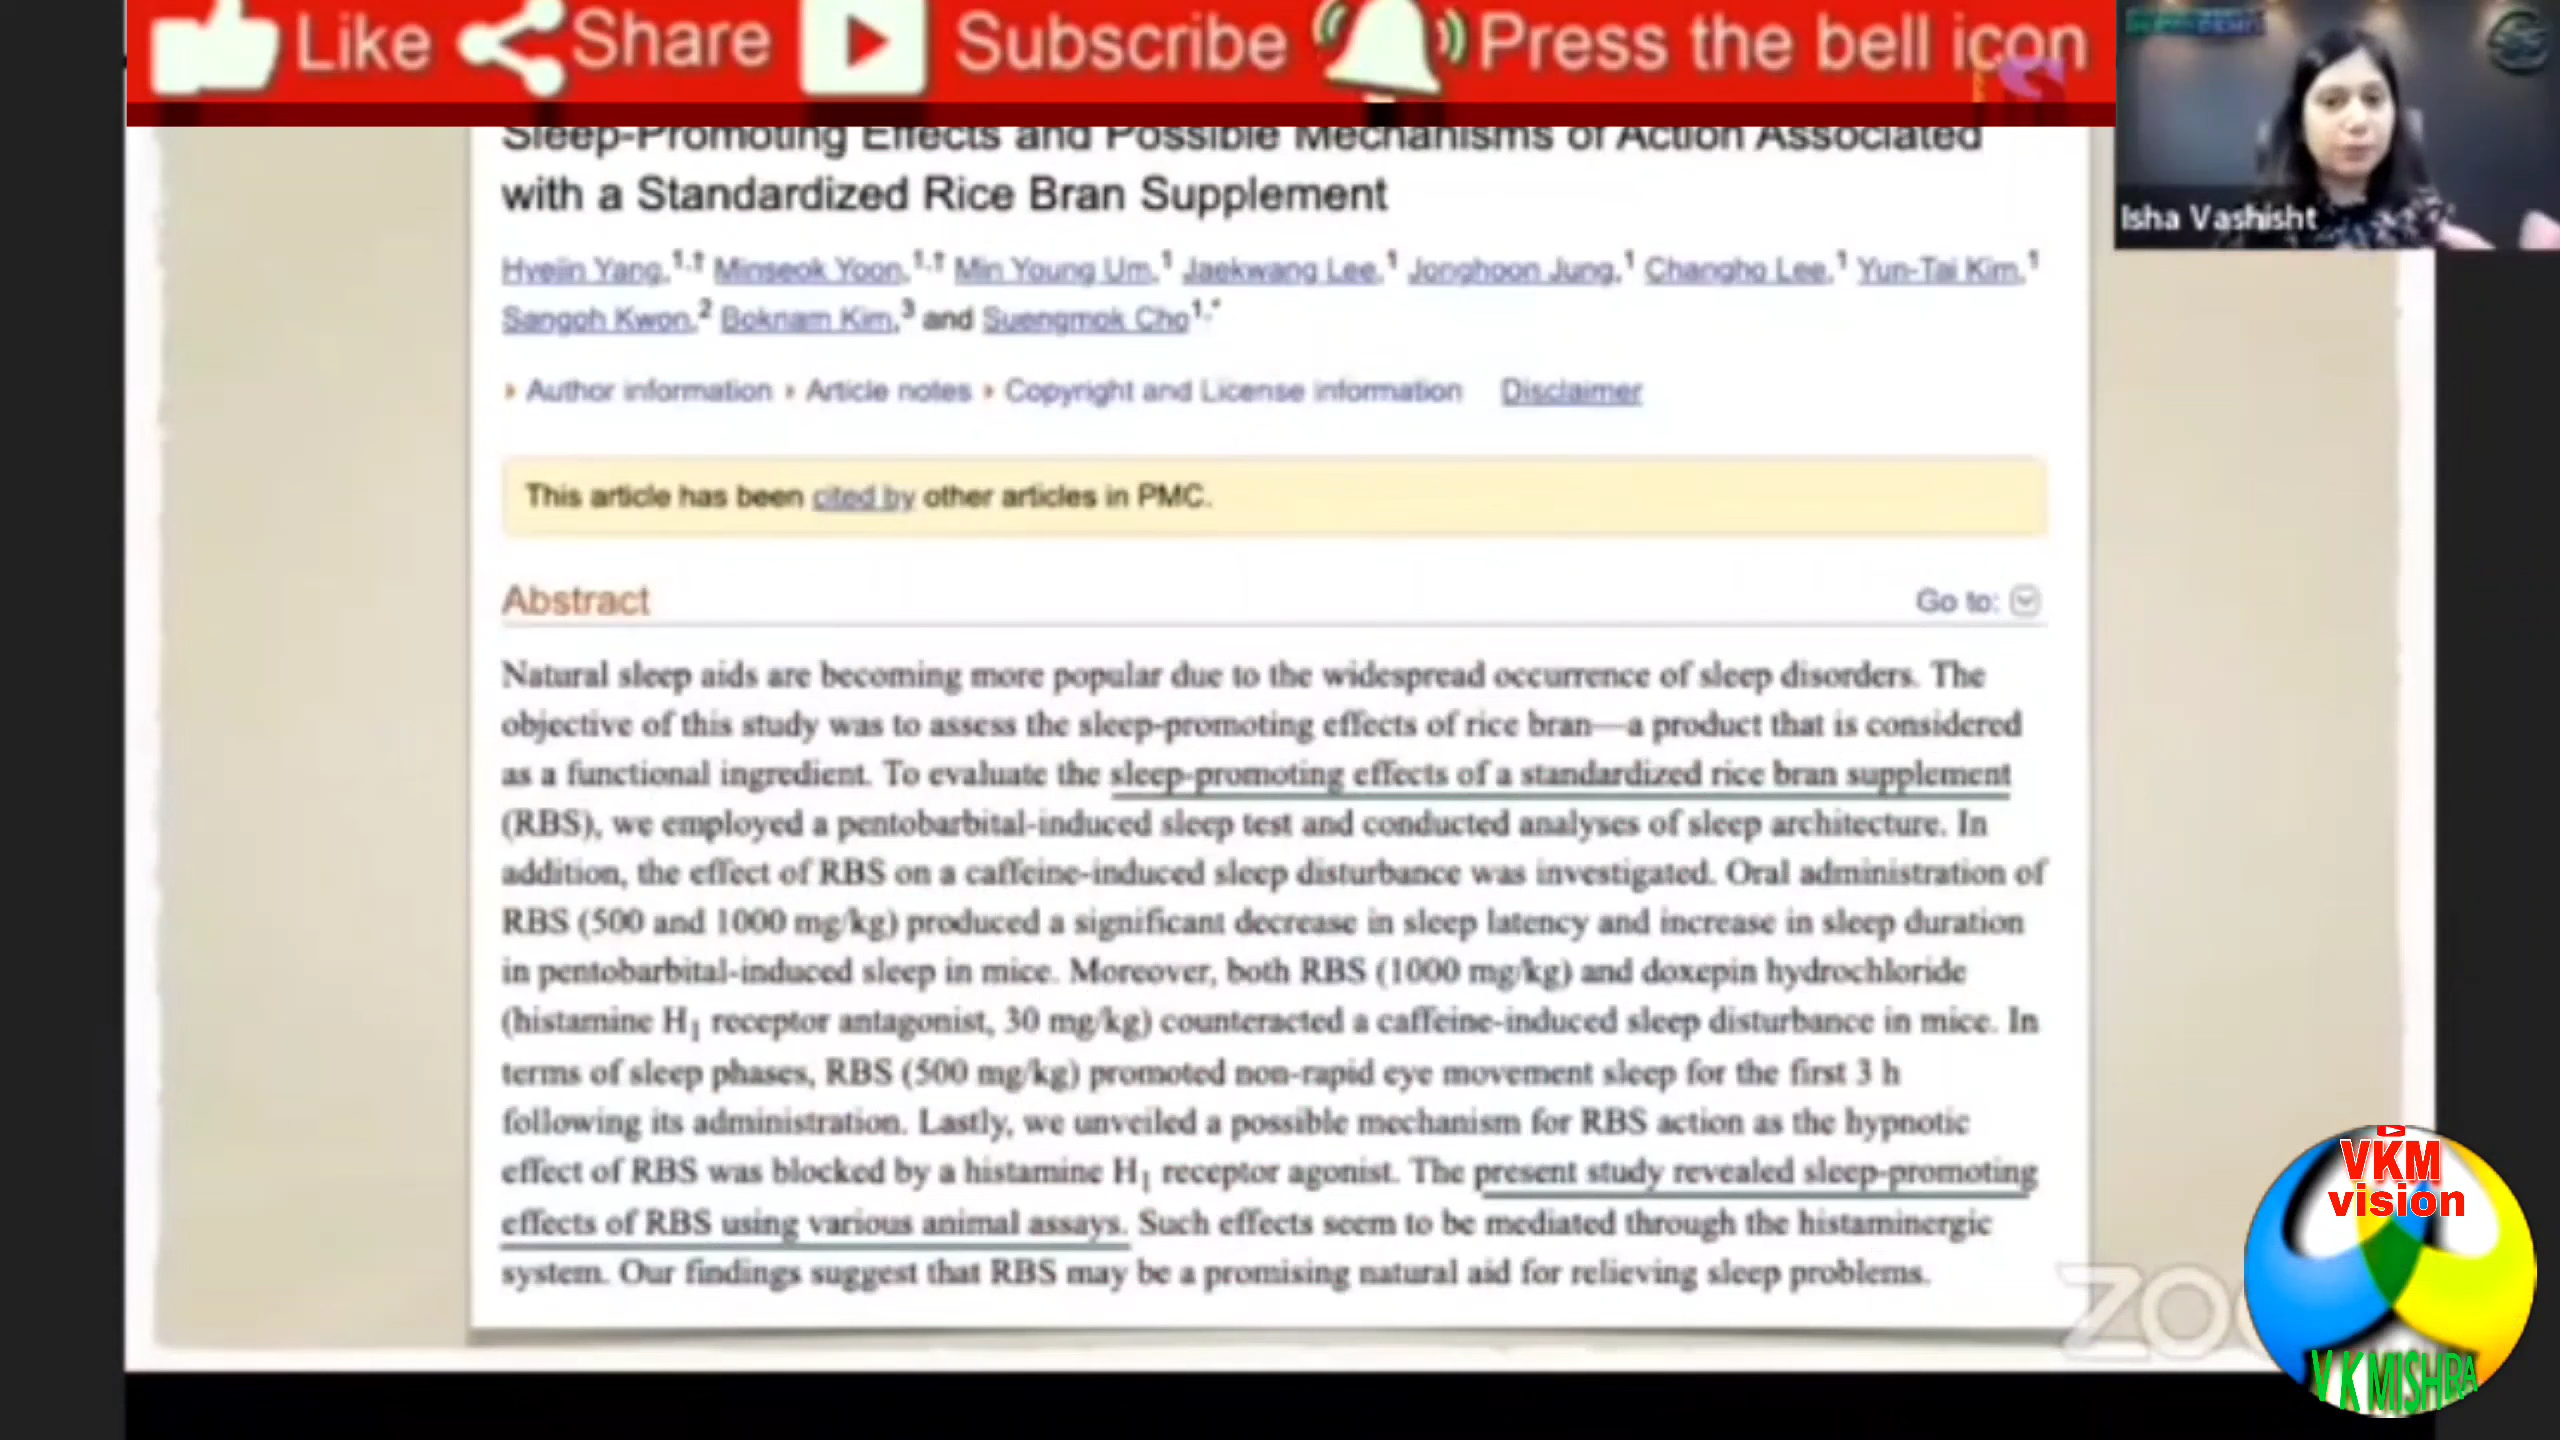 Like Share Subscribe Press the bell icon
Isha Vashisht
Sleep-Promoting Effects and Possible Mechanisms of Action Associated
with a Standardized Rice Bran Supplement
Hyejin Yang,1,† Minseok Yoon,1,† Min Young Um,1 Jaekwang Lee,1 Jonghoon Jung,1 Changho Lee,1 Yun-Tai Kim,1
Sangoh Kwon,2 Boknam Kim,3 and Suengmok Cho1,*
Author information Article notes Copyright and License information Disclaimer
This article has been cited by other articles in PMC.
Abstract
Go to:
Natural sleep aids are becoming more popular due to the widespread occurrence of sleep disorders. The
objective of this study was to assess the sleep-promoting effects of rice bran—a product that is considered
as a functional ingredient. To evaluate the sleep-promoting effects of a standardized rice bran supplement
(RBS), we employed a pentobarbital-induced sleep test and conducted analyses of sleep architecture. In
addition, the effect of RBS on a caffeine-induced sleep disturbance was investigated. Oral administration of
RBS (500 and 1000 mg/kg) produced a significant decrease in sleep latency and increase in sleep duration
in pentobarbital-induced sleep in mice. Moreover, both RBS (1000 mg/kg) and doxepin hydrochloride
(histamine H1 receptor antagonist, 30 mg/kg) counteracted a caffeine-induced sleep disturbance in mice. In
terms of sleep phases, RBS (500 mg/kg) promoted non-rapid eye movement sleep for the first 3 h
following its administration. Lastly, we unveiled a possible mechanism for RBS action as the hypnotic
effect of RBS was blocked by a histamine H1 receptor agonist. The present study revealed sleep-promoting
effects of RBS using various animal assays. Such effects seem to be mediated through the histaminergic
system. Our findings suggest that RBS may be a promising natural aid for relieving sleep problems.
VKM
vision
V K MISHRA